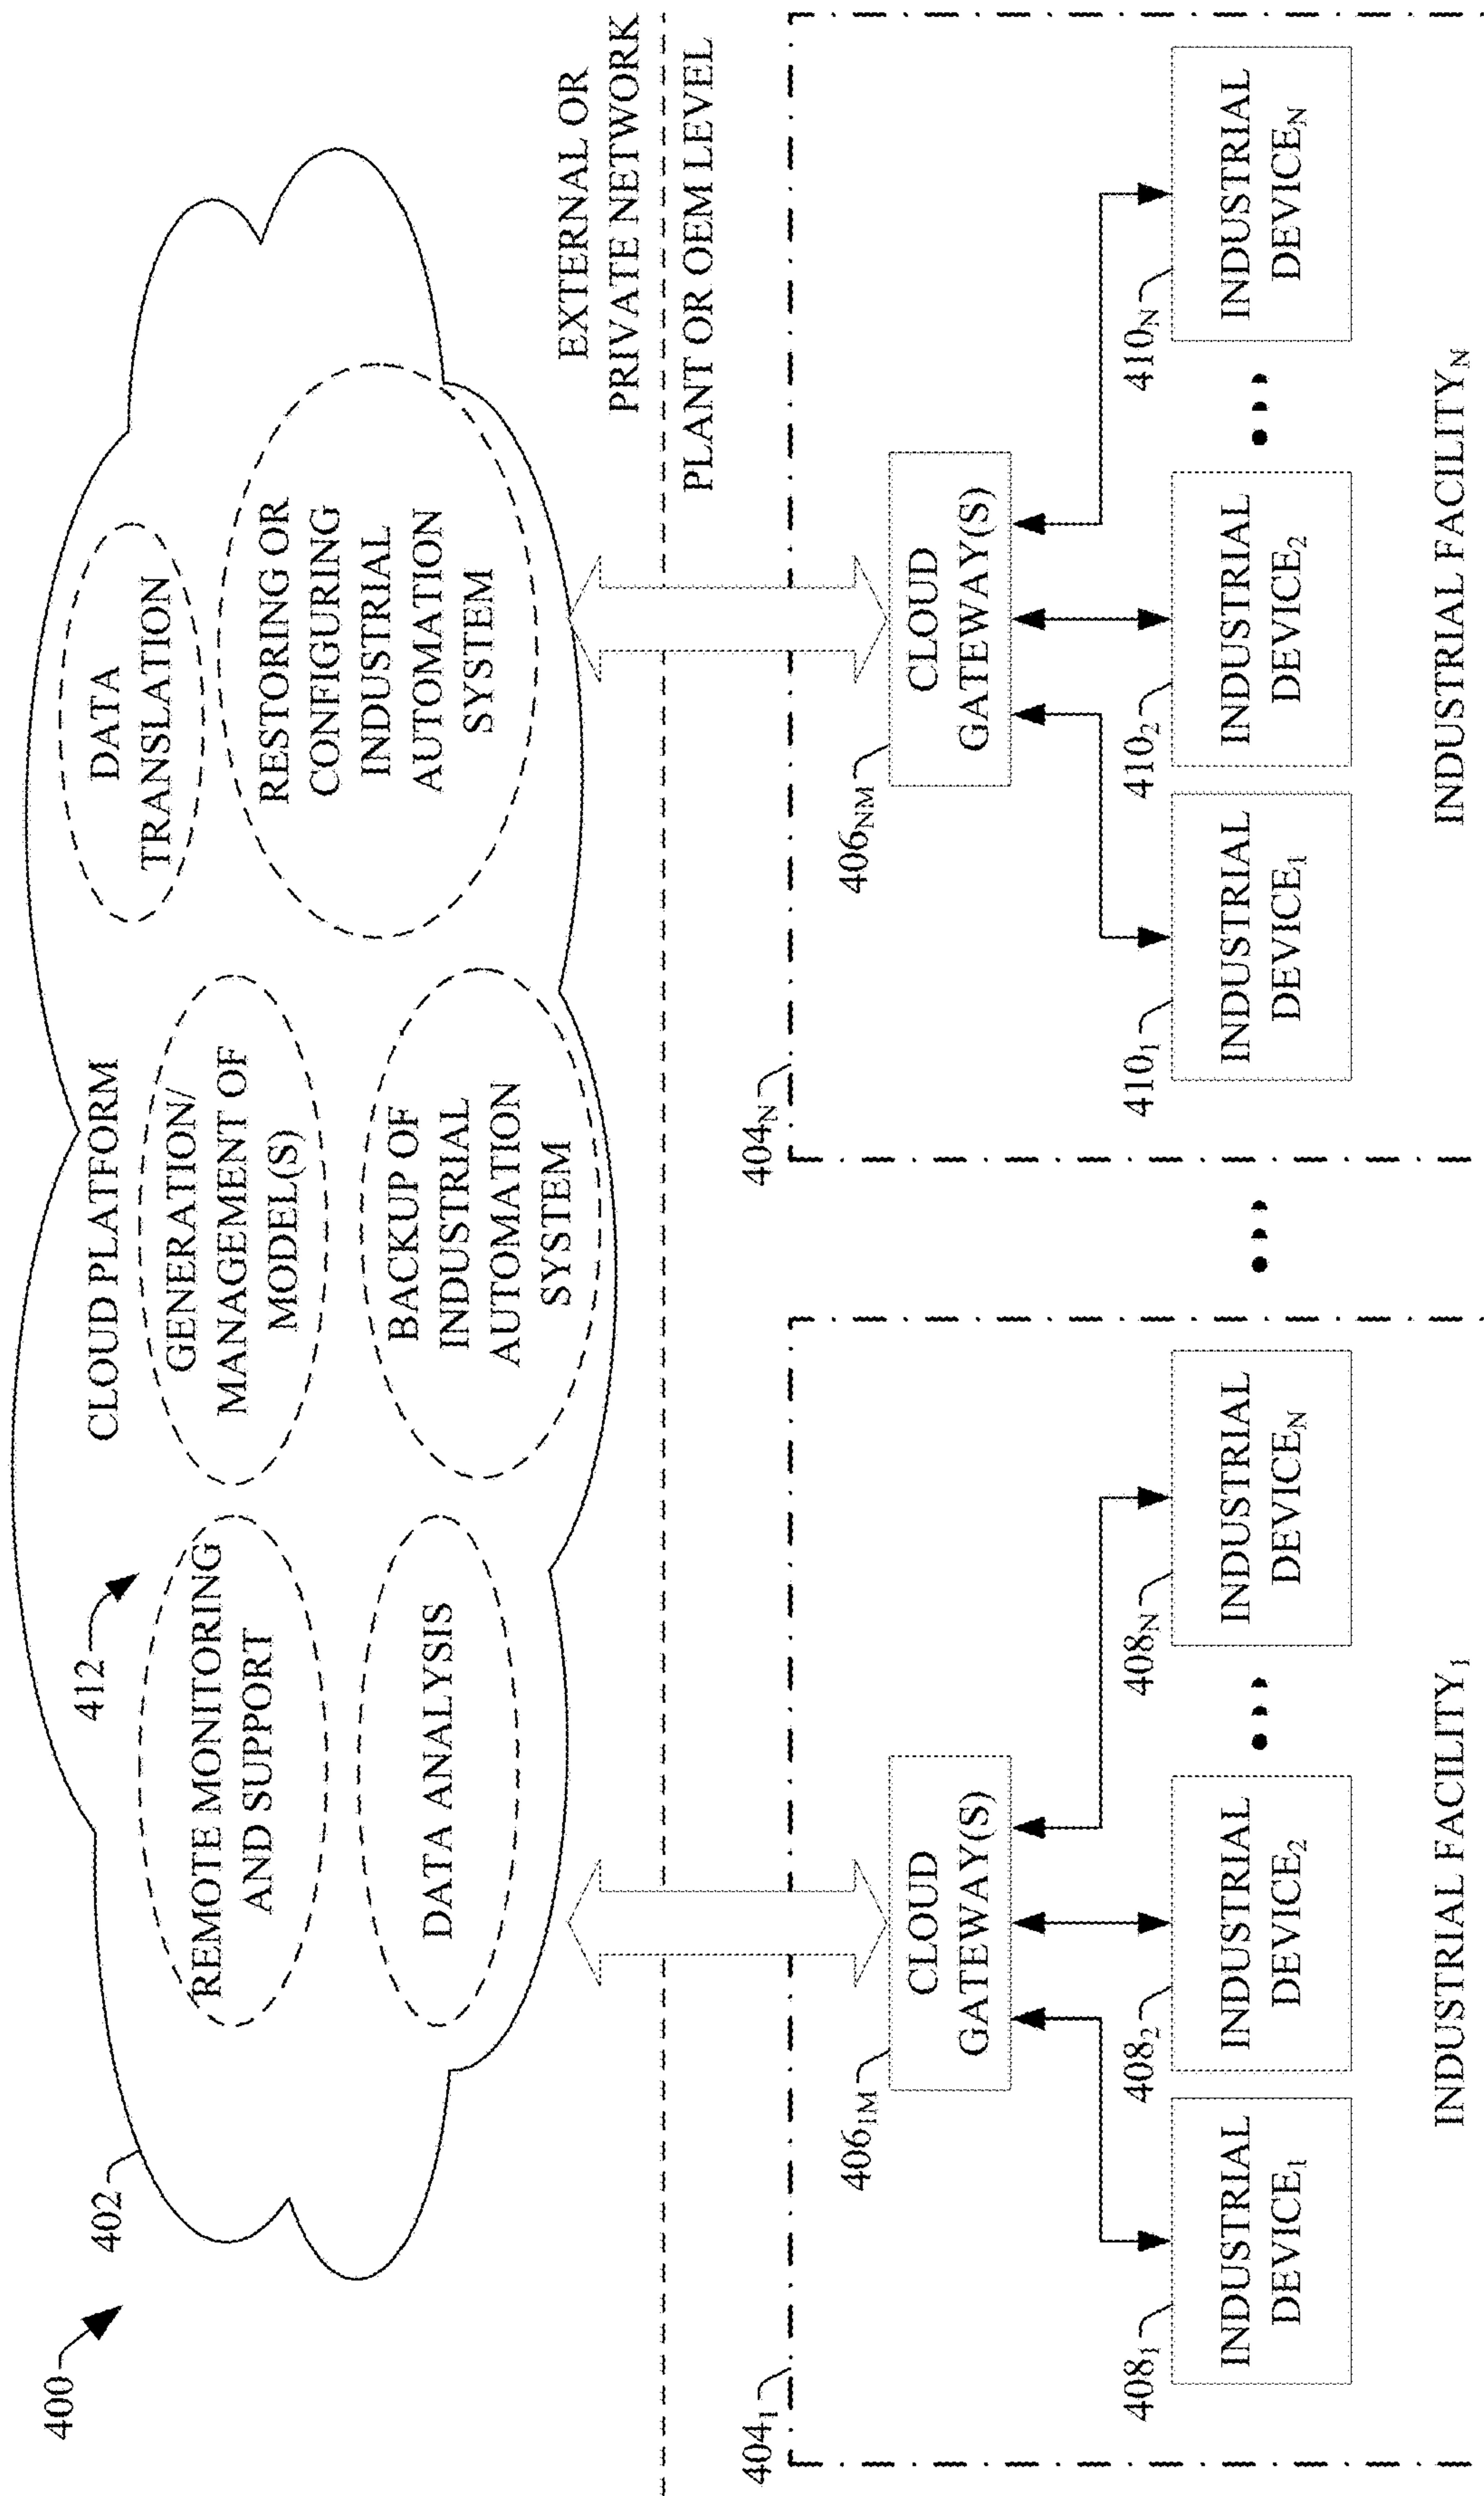 400
402
412
CLOUD PLATFORM
REMOTE MONITORING
AND SUPPORT
GENERATION/
MANAGEMENT OF
MODEL(S)
DATA
TRANSLATION
DATA ANALYSIS
BACKUP OF
INDUSTRIAL
AUTOMATION
SYSTEM
RESTORING OR
CONFIGURING
INDUSTRIAL
AUTOMATION
SYSTEM
EXTERNAL OR
PRIVATE NETWORK
PLANT OR OEM LEVEL
404₁
406₁M
CLOUD
GATEWAY(S)
408₁
INDUSTRIAL
DEVICE₁
408₂
INDUSTRIAL
DEVICE₂
408N
INDUSTRIAL
DEVICEN
INDUSTRIAL FACILITY₁
404N
406NM
CLOUD
GATEWAY(S)
410₁
INDUSTRIAL
DEVICE₁
410₂
INDUSTRIAL
DEVICE₂
410N
INDUSTRIAL
DEVICEN
INDUSTRIAL FACILITYN